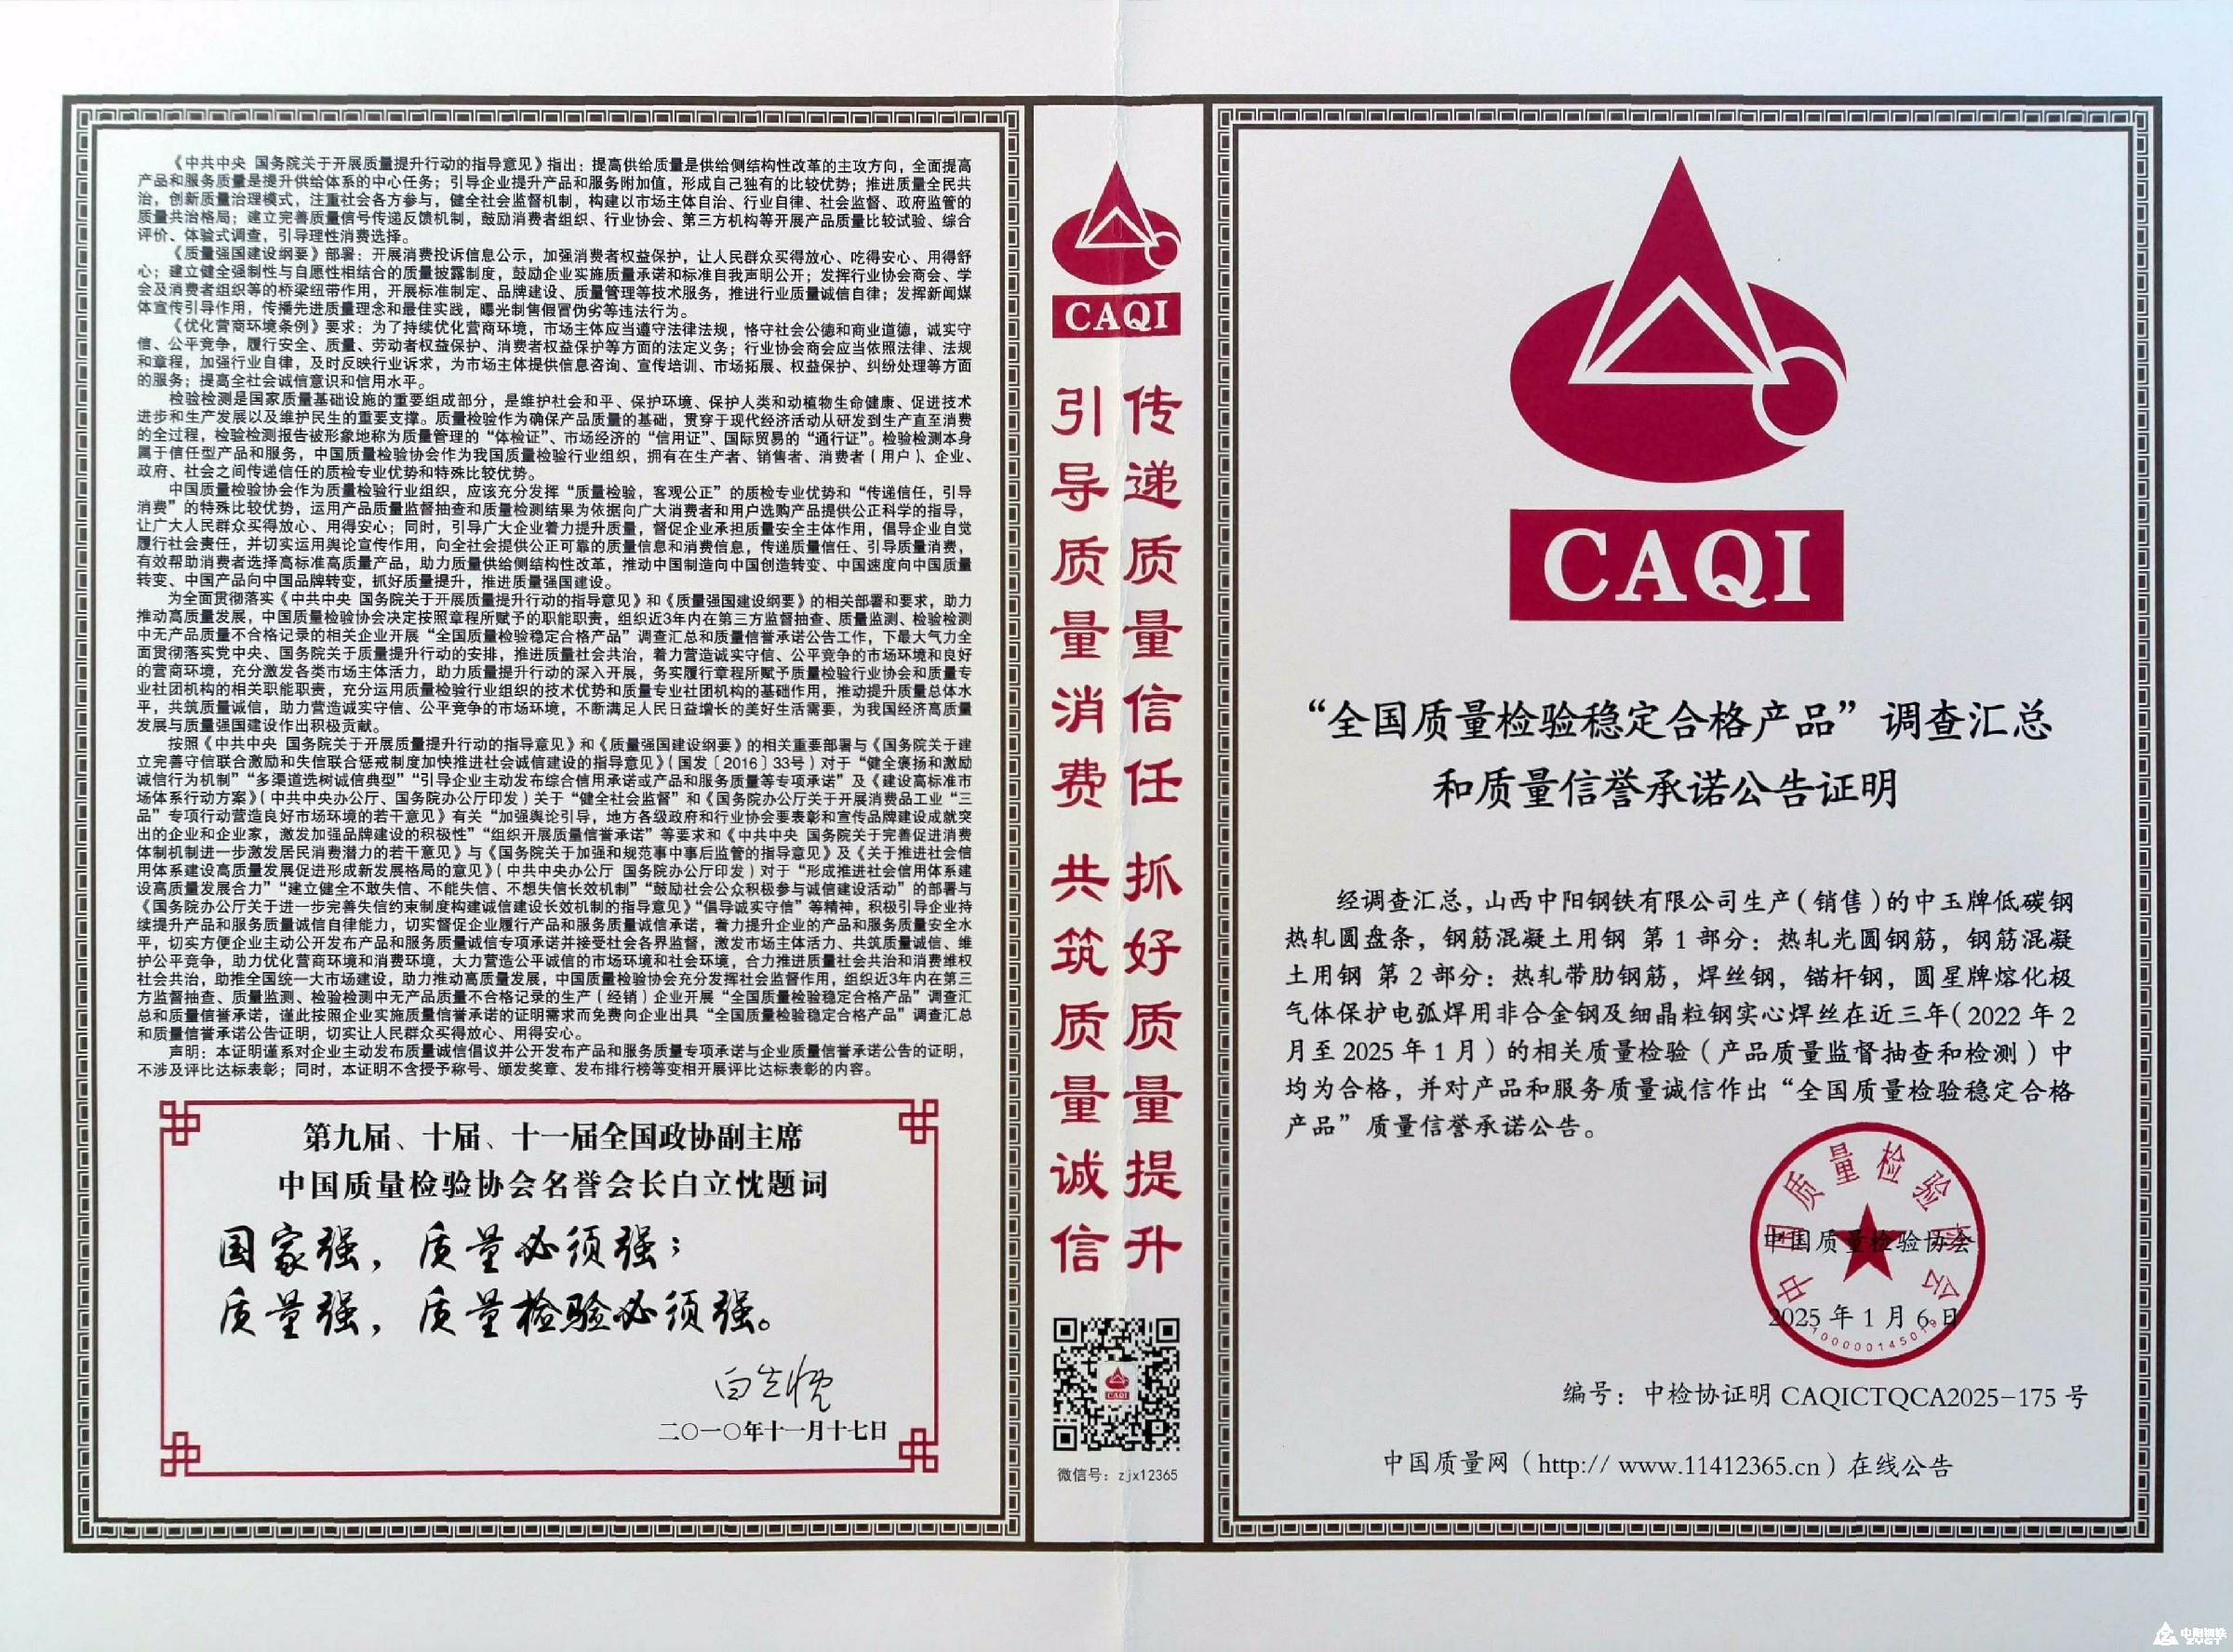 《中共中央 国务院关于开展质量提升行动的指导意见》指出：提高供给质量是供给侧结构性改革的主攻方向，全面提高
产品和服务质量是提升供给体系的中心任务；引导企业提升产品和服务附加值，形成自己独有的比较优势；推进质量全民共
治，创新质量治理模式，注重社会各方参与，健全社会监督机制，构建以市场主体自治、行业自律、社会监督、政府监管的
质量共治格局；建立完善质量信号传递反馈机制，鼓励消费者组织、行业协会、第三方机构等开展产品质量比较试验、综合
评价、体验式调查，引导理性消费选择。
《质量强国建设纲要》部署：开展消费投诉信息公示，加强消费者权益保护，让人民群众买得放心、吃得安心、用得舒
心；建立健全强制性与自愿性相结合的质量披露制度，鼓励企业实施质量承诺和标准自我声明公开；发挥行业协会商会、学
会及消费者组织等的桥梁纽带作用，开展标准制定、品牌建设、质量管理等技术服务，推进行业质量诚信自律；发挥新闻媒
体宣传引导作用，传播先进质量理念和最佳实践，曝光制售假冒伪劣等违法行为。
《优化营商环境条例》要求：为了持续优化营商环境，市场主体应当遵守法律法规，恪守社会公德和商业道德，诚实守
信、公平竞争，履行安全、质量、劳动者权益保护、消费者权益保护等方面的法定义务；行业协会商会应当依照法律、法规
和章程，加强行业自律，及时反映行业诉求，为市场主体提供信息咨询、宣传培训、市场拓展、权益保护、纠纷处理等方面
的服务；提高全社会诚信意识和信用水平。
检验检测是国家质量基础设施的重要组成部分，是维护社会和平、保护环境、保护人类和动植物生命健康、促进技术
进步和生产发展以及维护民生的重要支撑。质量检验作为确保产品质量的基础，贯穿于现代经济活动从研发到生产直至消费
的全过程，检验检测报告被形象地称为质量管理的“体检证”、市场经济的“信用证”、国际贸易的“通行证”。检验检测本身
属于信任型产品和服务，中国质量检验协会作为我国质量检验行业组织，拥有在生产者、销售者、消费者（用户）、企业、
政府、社会之间传递信任的质检专业优势和特殊比较优势。
中国质量检验协会作为质量检验行业组织，应该充分发挥“质量检验，客观公正”的质检专业优势和“传递信任，引导
消费”的特殊比较优势，运用产品质量监督抽查和质量检测结果为依据向广大消费者和用户选购产品提供公正科学的指导，
让广大人民群众买得放心、用得安心；同时，引导广大企业着力提升质量，督促企业承担质量安全主体作用，倡导企业自觉
履行社会责任，并切实运用舆论宣传作用，向全社会提供公正可靠的质量信息和消费信息，传递质量信任、引导质量消费，
有效帮助消费者选择高标准高质量产品，助力质量供给侧结构性改革，推动中国制造向中国创造转变、中国速度向中国质量
转变、中国产品向中国品牌转变，抓好质量提升，推进质量强国建设。
为全面贯彻落实《中共中央 国务院关于开展质量提升行动的指导意见》和《质量强国建设纲要》的相关部署和要求，助力
推动高质量发展，中国质量检验协会决定按照章程所赋予的职能职责，组织近3年内在第三方监督抽查、质量监测、检验检测
中无产品质量不合格记录的相关企业开展“全国质量检验稳定合格产品”调查汇总和质量信誉承诺公告工作，下最大气力全
面贯彻落实党中央、国务院关于质量提升行动的安排，推进质量社会共治，着力营造诚实守信、公平竞争的市场环境和良好
的营商环境，充分激发各类市场主体活力，助力质量提升行动的深入开展，务实履行章程所赋予质量检验行业协会和质量专
业社团机构的相关职能职责，充分运用质量检验行业组织的技术优势和质量专业社团机构的基础作用，推动提升质量总体水
平，共筑质量诚信，助力营造诚实守信、公平竞争的市场环境，不断满足人民日益增长的美好生活需要，为我国经济高质量
发展与质量强国建设作出积极贡献。
按照《中共中央 国务院关于开展质量提升行动的指导意见》和《质量强国建设纲要》的相关重要部署与《国务院关于建
立完善守信联合激励和失信联合惩戒制度加快推进社会诚信建设的指导意见》（国发〔2016〕33号）对于“健全褒扬和激励
诚信行为机制”“多渠道选树诚信典型”“引导企业主动发布综合信用承诺或产品和服务质量等专项承诺”及《建设高标准市
场体系行动方案》（中共中央办公厅、国务院办公厅印发）关于“健全社会监督”和《国务院办公厅关于开展消费品工业“三
品”专项行动营造良好市场环境的若干意见》有关“加强舆论引导，地方各级政府和行业协会要表彰和宣传品牌建设成就突
出的企业和企业家，激发加强品牌建设的积极性”“组织开展质量信誉承诺”等要求和《中共中央 国务院关于完善促进消费
体制机制进一步激发居民消费潜力的若干意见》与《国务院关于加强和规范事中事后监管的指导意见》及《关于推进社会信
用体系建设高质量发展促进形成新发展格局的意见》（中共中央办公厅 国务院办公厅印发）对于“形成推进社会信用体系建
设高质量发展合力”“建立健全不敢失信、不能失信、不想失信长效机制”“鼓励社会公众积极参与诚信建设活动”的部署与
《国务院办公厅关于进一步完善失信约束制度构建诚信建设长效机制的指导意见》“倡导诚实守信”等精神，积极引导企业持
续提升产品和服务质量诚信自律能力，切实督促企业履行产品和服务质量诚信承诺，着力提升企业的产品和服务质量安全水
平，切实方便企业主动公开发布产品和服务质量诚信专项承诺并接受社会各界监督，激发市场主体活力、共筑质量诚信、维
护公平竞争，助力优化营商环境和消费环境，大力营造公平诚信的市场环境和社会环境，合力推进质量社会共治和消费维权
社会共治，助推全国统一大市场建设，助力推动高质量发展，中国质量检验协会充分发挥社会监督作用，组织近3年内在第三
方监督抽查、质量监测、检验检测中无产品质量不合格记录的生产（经销）企业开展“全国质量检验稳定合格产品”调查汇
总和质量信誉承诺，谨此按照企业实施质量信誉承诺的证明需求而免费向企业出具“全国质量检验稳定合格产品”调查汇总
和质量信誉承诺公告证明，切实让人民群众买得放心、用得安心。
声明：本证明谨系对企业主动发布质量诚信倡议并公开发布产品和服务质量专项承诺与企业质量信誉承诺公告的证明，
不涉及评比达标表彰；同时，本证明不含授予称号、颁发奖章、发布排行榜等变相开展评比达标表彰的内容。
第九届、十届、十一届全国政协副主席
中国质量检验协会名誉会长白立忱题词
国家强，质量必须强；
质量强，质量检验必须强。
白立忱
二〇一〇年十一月十七日
CAQI
传递质量信任 抓好质量提升
引导质量消费 共筑质量诚信
CAQI
微信号：zjx12365
CAQI
“全国质量检验稳定合格产品”调查汇总
和质量信誉承诺公告证明
经调查汇总，山西中阳钢铁有限公司生产（销售）的中玉牌低碳钢
热轧圆盘条，钢筋混凝土用钢 第1部分：热轧光圆钢筋，钢筋混凝
土用钢 第2部分：热轧带肋钢筋，焊丝钢，锚杆钢，圆星牌熔化极
气体保护电弧焊用非合金钢及细晶粒钢实心焊丝在近三年（2022年2
月至2025年1月）的相关质量检验（产品质量监督抽查和检测）中
均为合格，并对产品和服务质量诚信作出“全国质量检验稳定合格
产品”质量信誉承诺公告。
中国质量检验协会
中国质量检验协会
2025年1月6日
1000000145019
编号：中检协证明CAQICTQCA2025-175号
中国质量网（http://www.11412365.cn）在线公告
中阳钢铁
ZYGT